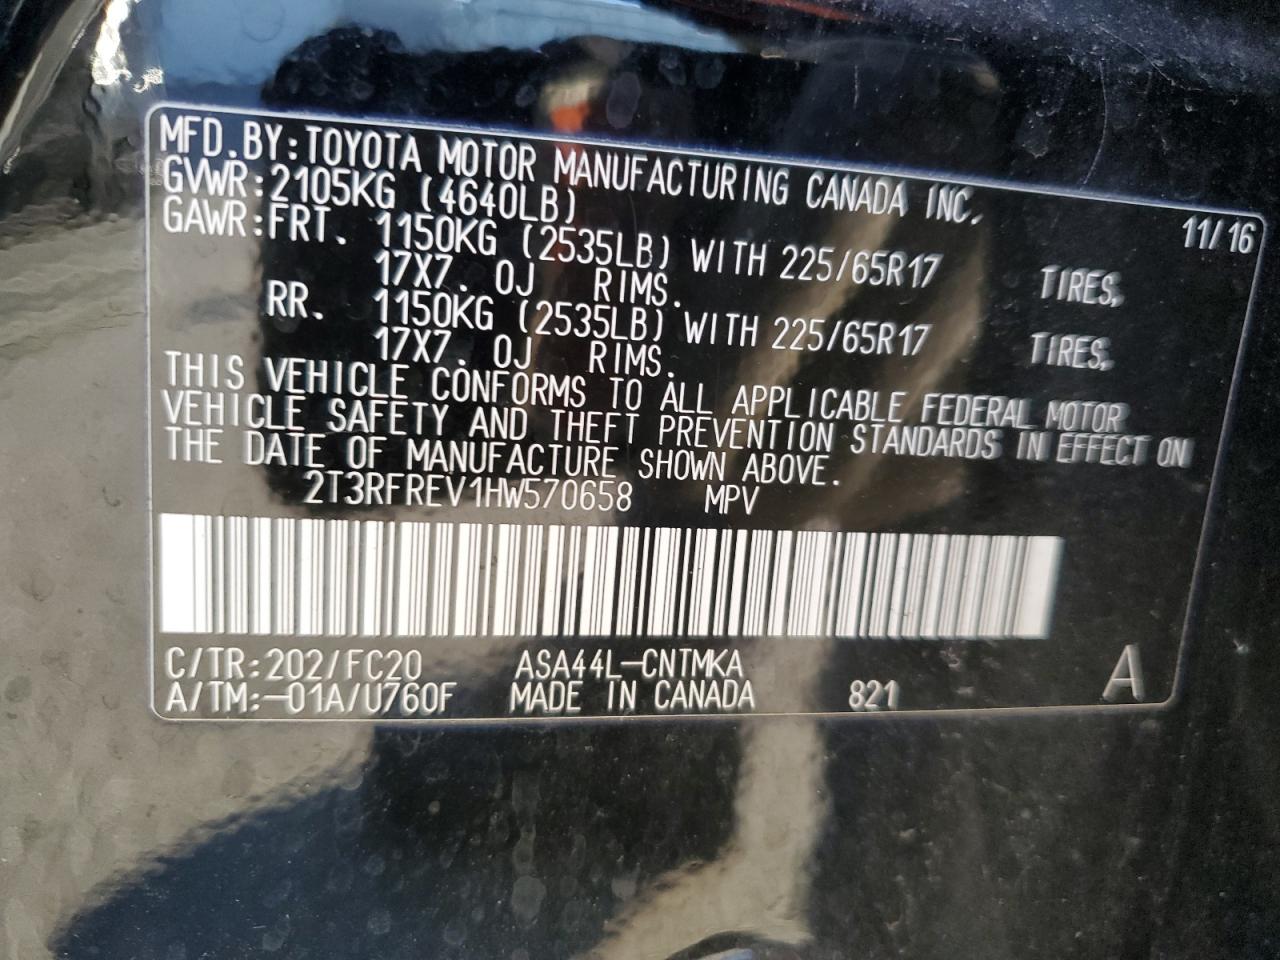 MFD.BY:TOYOTA MOTOR MANUFACTURING CANADA INC.
GVWR:2105KG (4640LB) 11/16
GAWR:FRT. 1150KG (2535LB) WITH 225/65R17 TIRES,
17X7. 0J RIMS.
RR. 1150KG (2535LB) WITH 225/65R17 TIRES,
17X7. 0J RIMS.
THIS VEHICLE CONFORMS TO ALL APPLICABLE FEDERAL MOTOR
VEHICLE SAFETY AND THEFT PREVENTION STANDARDS IN EFFECT ON
THE DATE OF MANUFACTURE SHOWN ABOVE.
2T3RFREV1HW570658 MPV
C/TR:202/FC20 ASA44L-CNTMKA
A/TM:-01A/U760F MADE IN CANADA 821 A